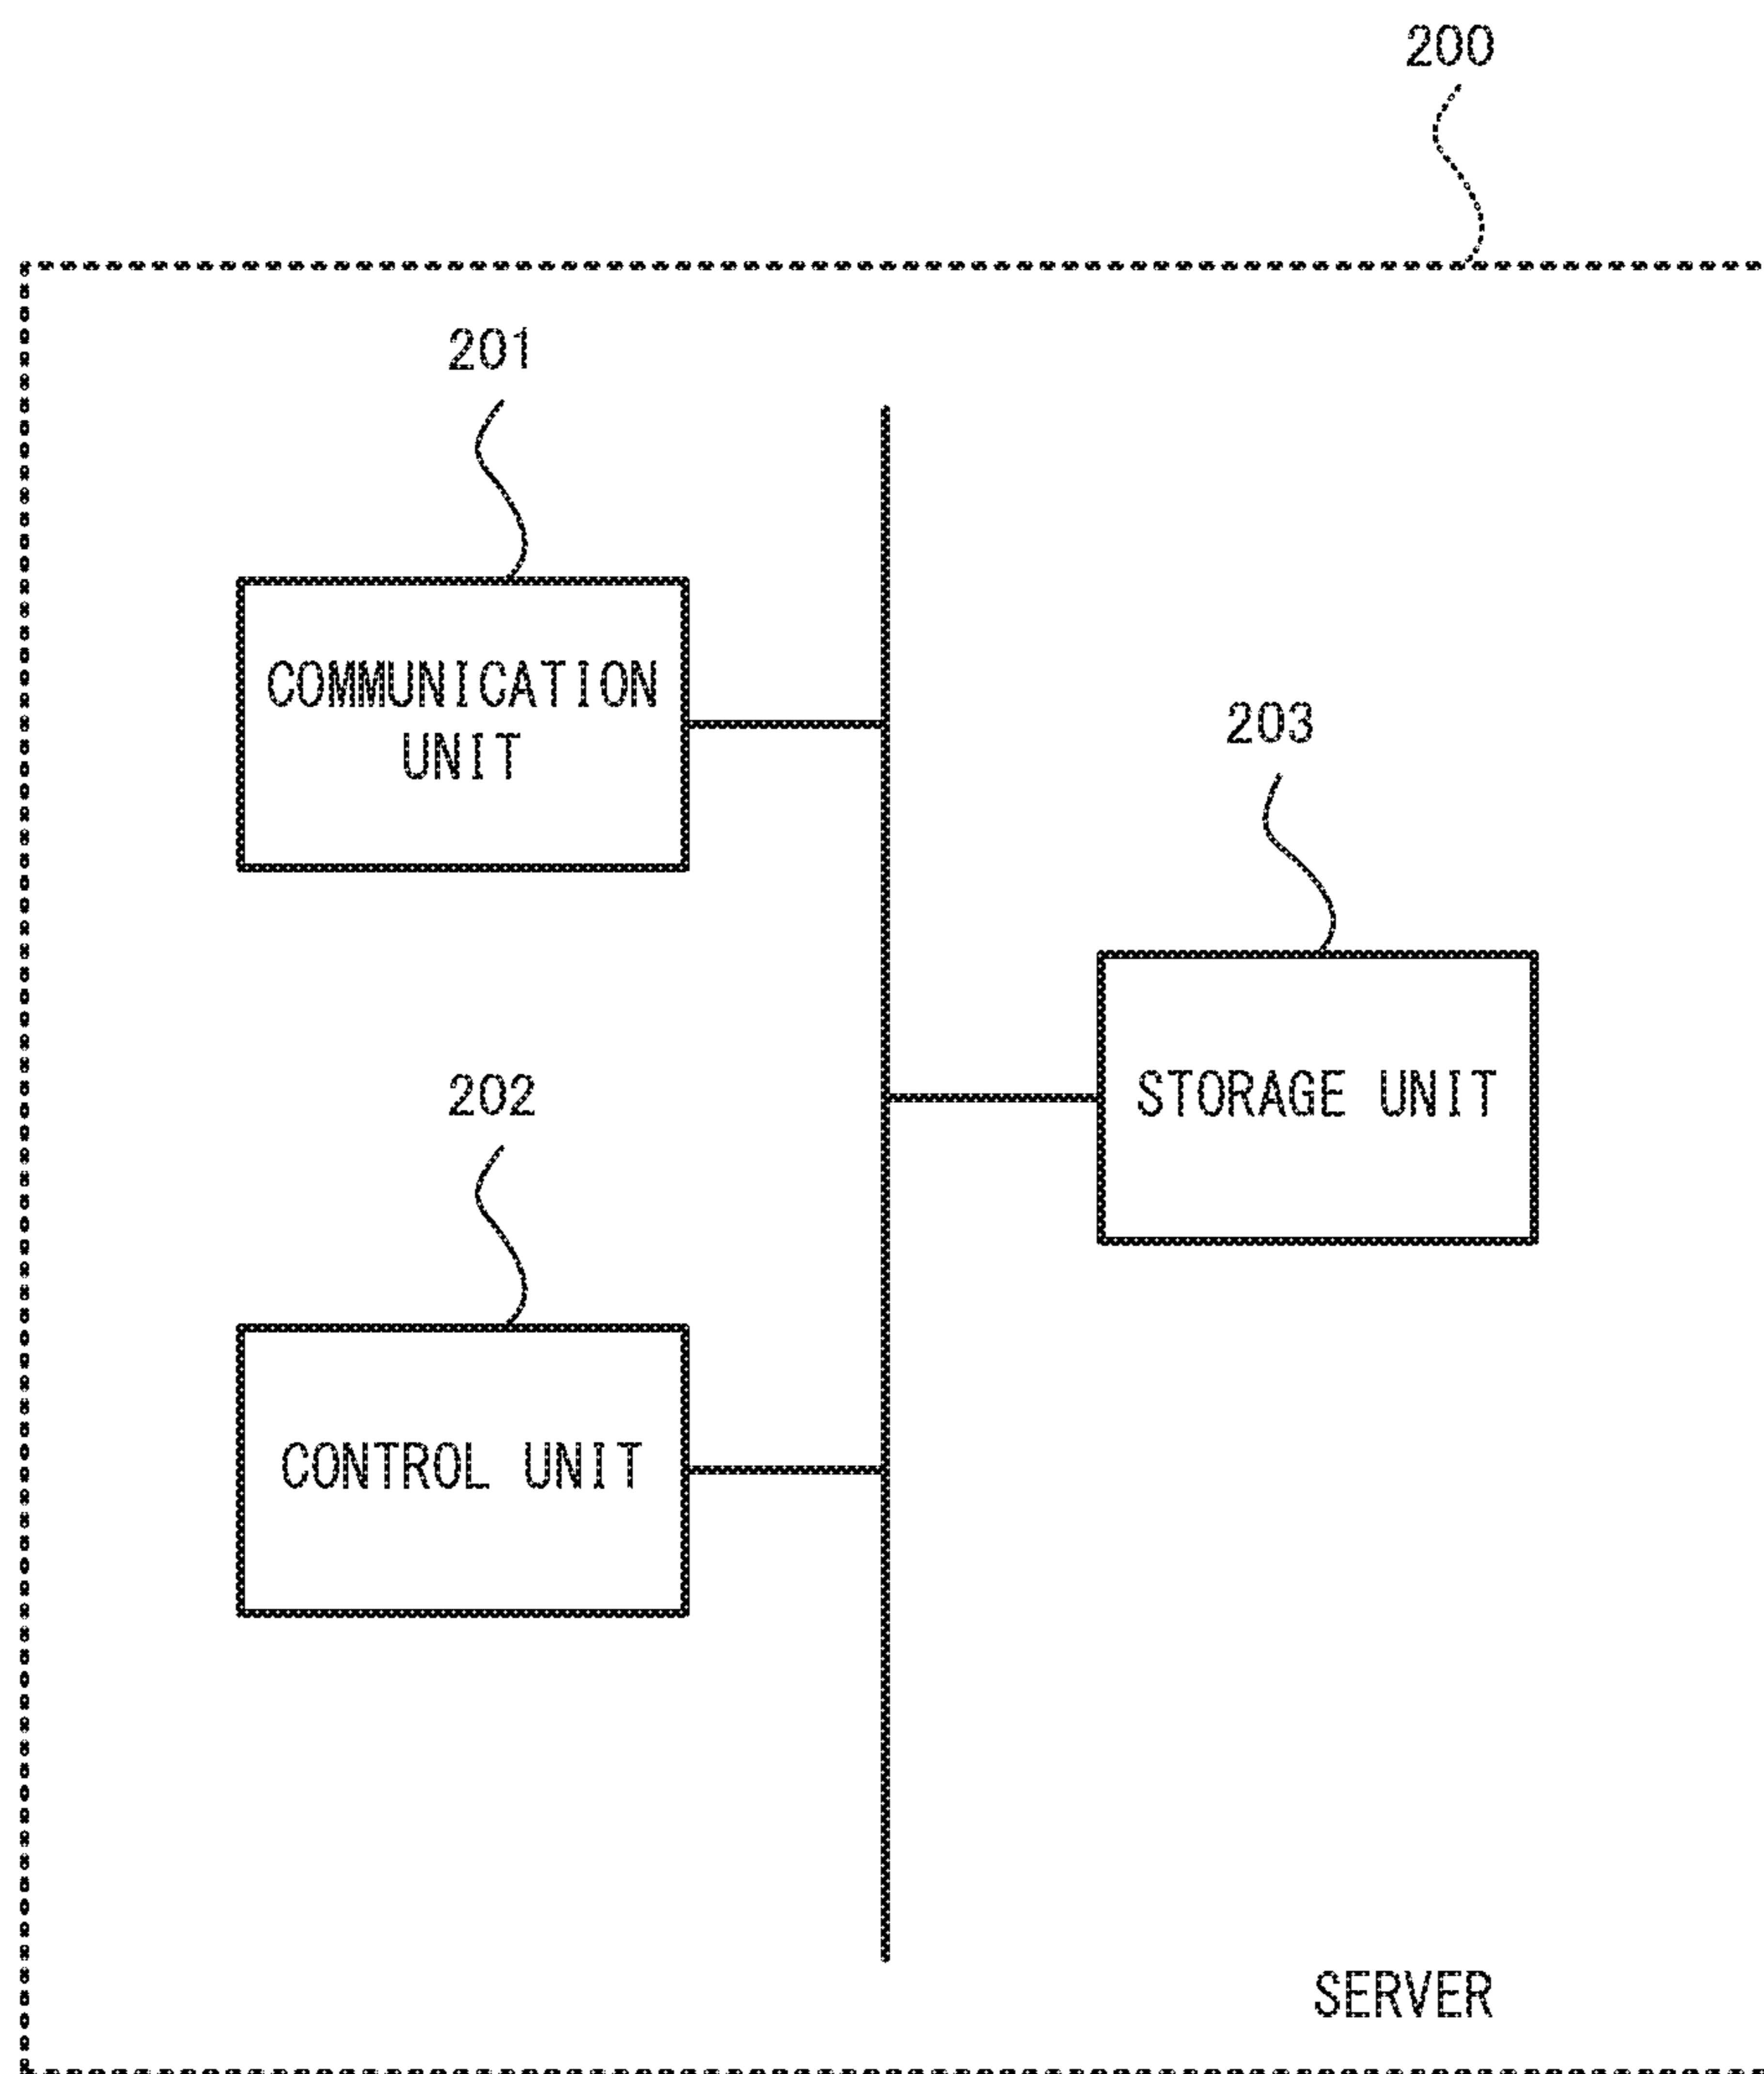 200
201
COMMUNICATION
UNIT
203
STORAGE UNIT
202
CONTROL UNIT
SERVER